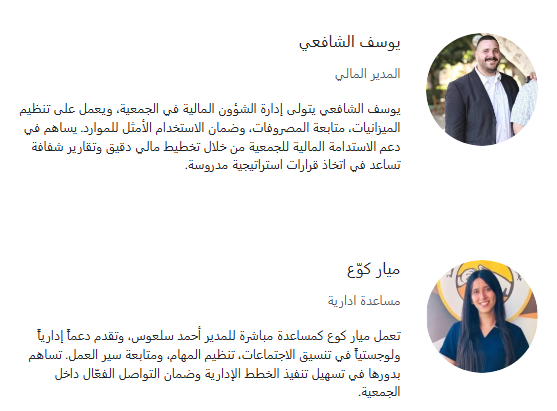 يوسف الشافعي
المدير المالي
يوسف الشافعي يتولى إدارة الشؤون المالية في الجمعية، ويعمل على تنظيم
الميزانيات، متابعة المصروفات، وضمان الاستخدام الأمثل للموارد. يساهم في
دعم الاستدامة المالية للجمعية من خلال تخطيط مالي دقيق وتقارير شفافة
تساعد في اتخاذ قرارات استراتيجية مدروسة.
ميار كوّع
مساعدة ادارية
تعمل ميار كوع كمساعدة مباشرة للمدير أحمد سلعوس، وتقدم دعماً إدارياً
ولوجستياً في تنسيق الاجتماعات، تنظيم المهام، ومتابعة سير العمل. تساهم
بدورها في تسهيل تنفيذ الخطط الإدارية وضمان التواصل الفعّال داخل
الجمعية.